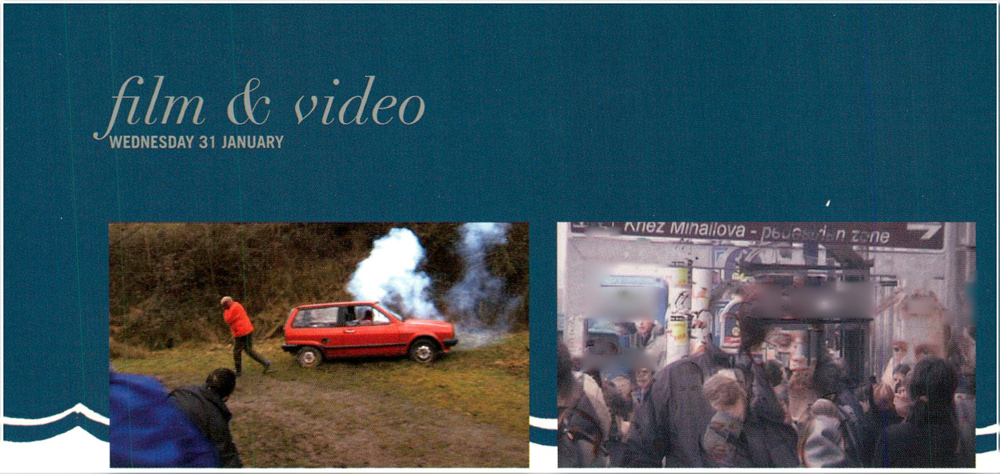 film & video
WEDNESDAY 31 JANUARY
Knez Mihailova - pedestrian zone